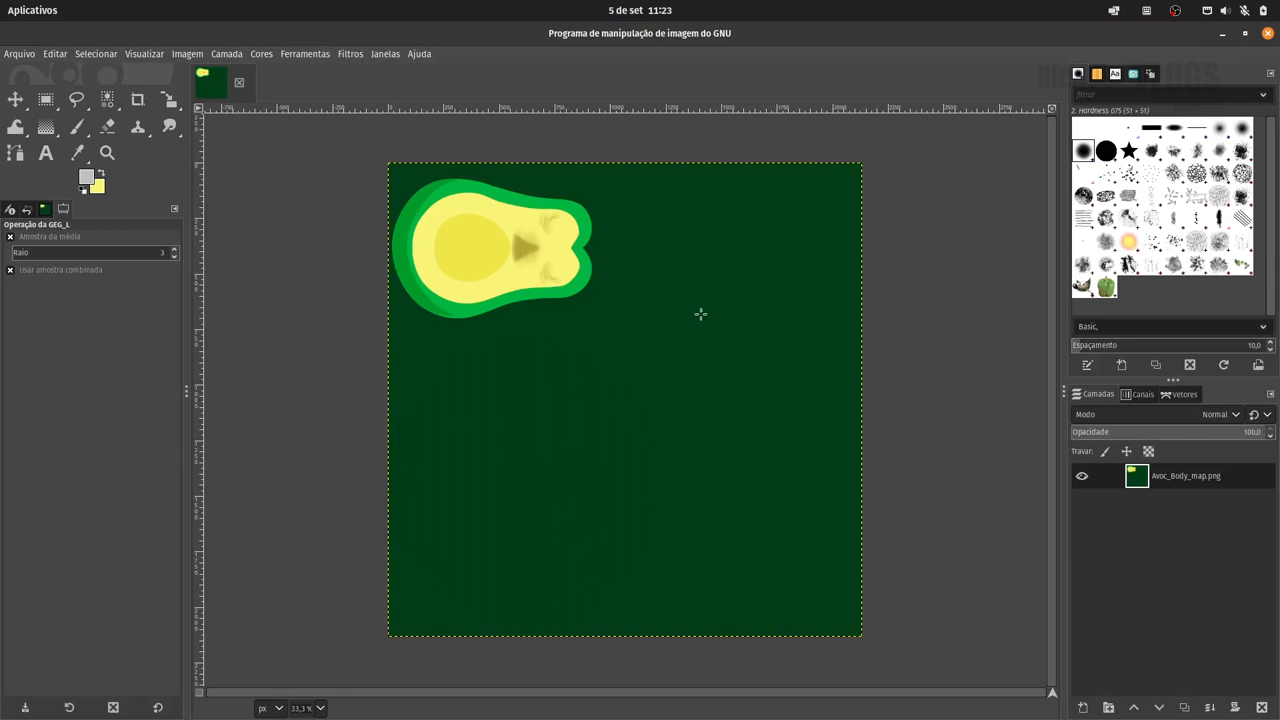 Aplicativos
5 de set 11:23
Programa de manipulação de imagem do GNU
Arquivo Editar Selecionar Visualizar Imagem Camada Cores Ferramentas Filtros Janelas Ajuda
filtrar
2. Hardness 075 (51 × 51)
Operação da GEG_L
Amostra da média
Raio 3
Usar amostra combinada
Basic,
Espaçamento 10,0
Camadas Canais Vetores
Modo Normal
Opacidade 100,0
Travar:
Avoc_Body_map.png
px 33,3 %